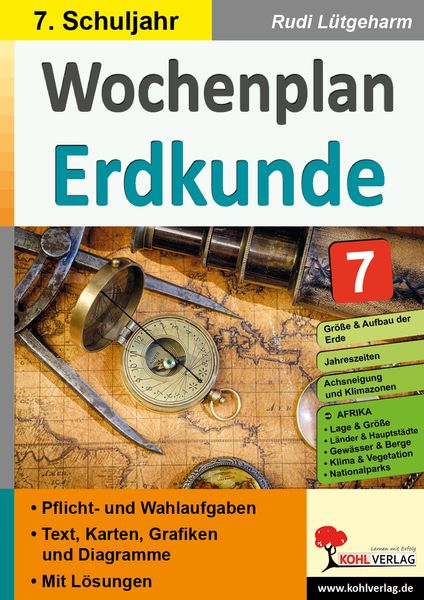 7. Schuljahr
Rudi Lütgeharm
Wochenplan
Erdkunde
7
Größe & Aufbau der
Erde
Jahreszeiten
Achsneigung
und Klimazonen
➲ AFRIKA
• Lage & Größe
• Länder & Hauptstädte
• Gewässer & Berge
• Klima & Vegetation
• Nationalparks
• Pflicht- und Wahlaufgaben
• Text, Karten, Grafiken
und Diagramme
• Mit Lösungen
Lernen mit Erfolg
KOHL VERLAG
www.kohlverlag.de